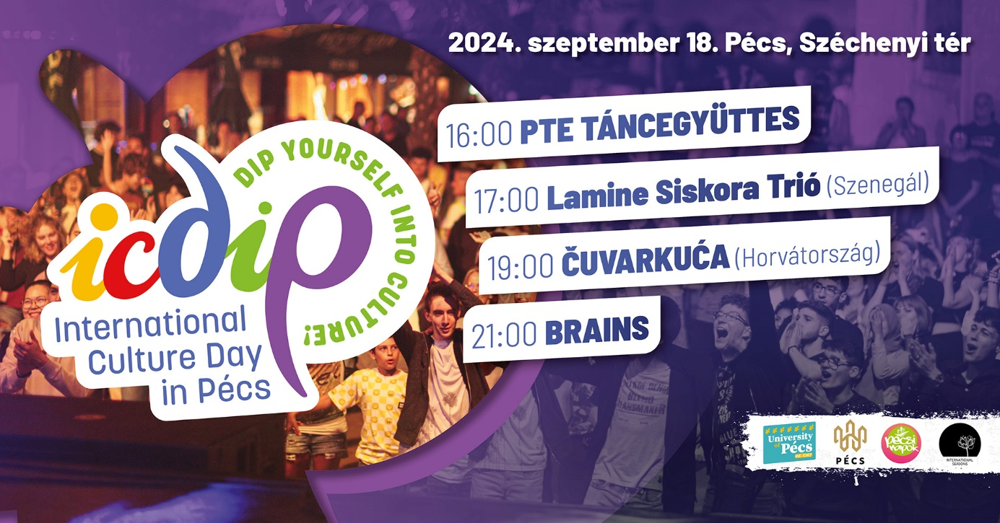 2024. szeptember 18. Pécs, Széchenyi tér
16:00 PTE TÁNCEGYÜTTES
17:00 Lamine Siskora Trió (Szenegál)
19:00 ČUVARKUĆA (Horvátország)
21:00 BRAINS
DIP YOURSELF INTO CULTURE!
icdip
International
Culture Day
in Pécs
University
of Pécs
est. 1367
PÉCS
pécsi
napok
INTERNATIONAL
SEASONS